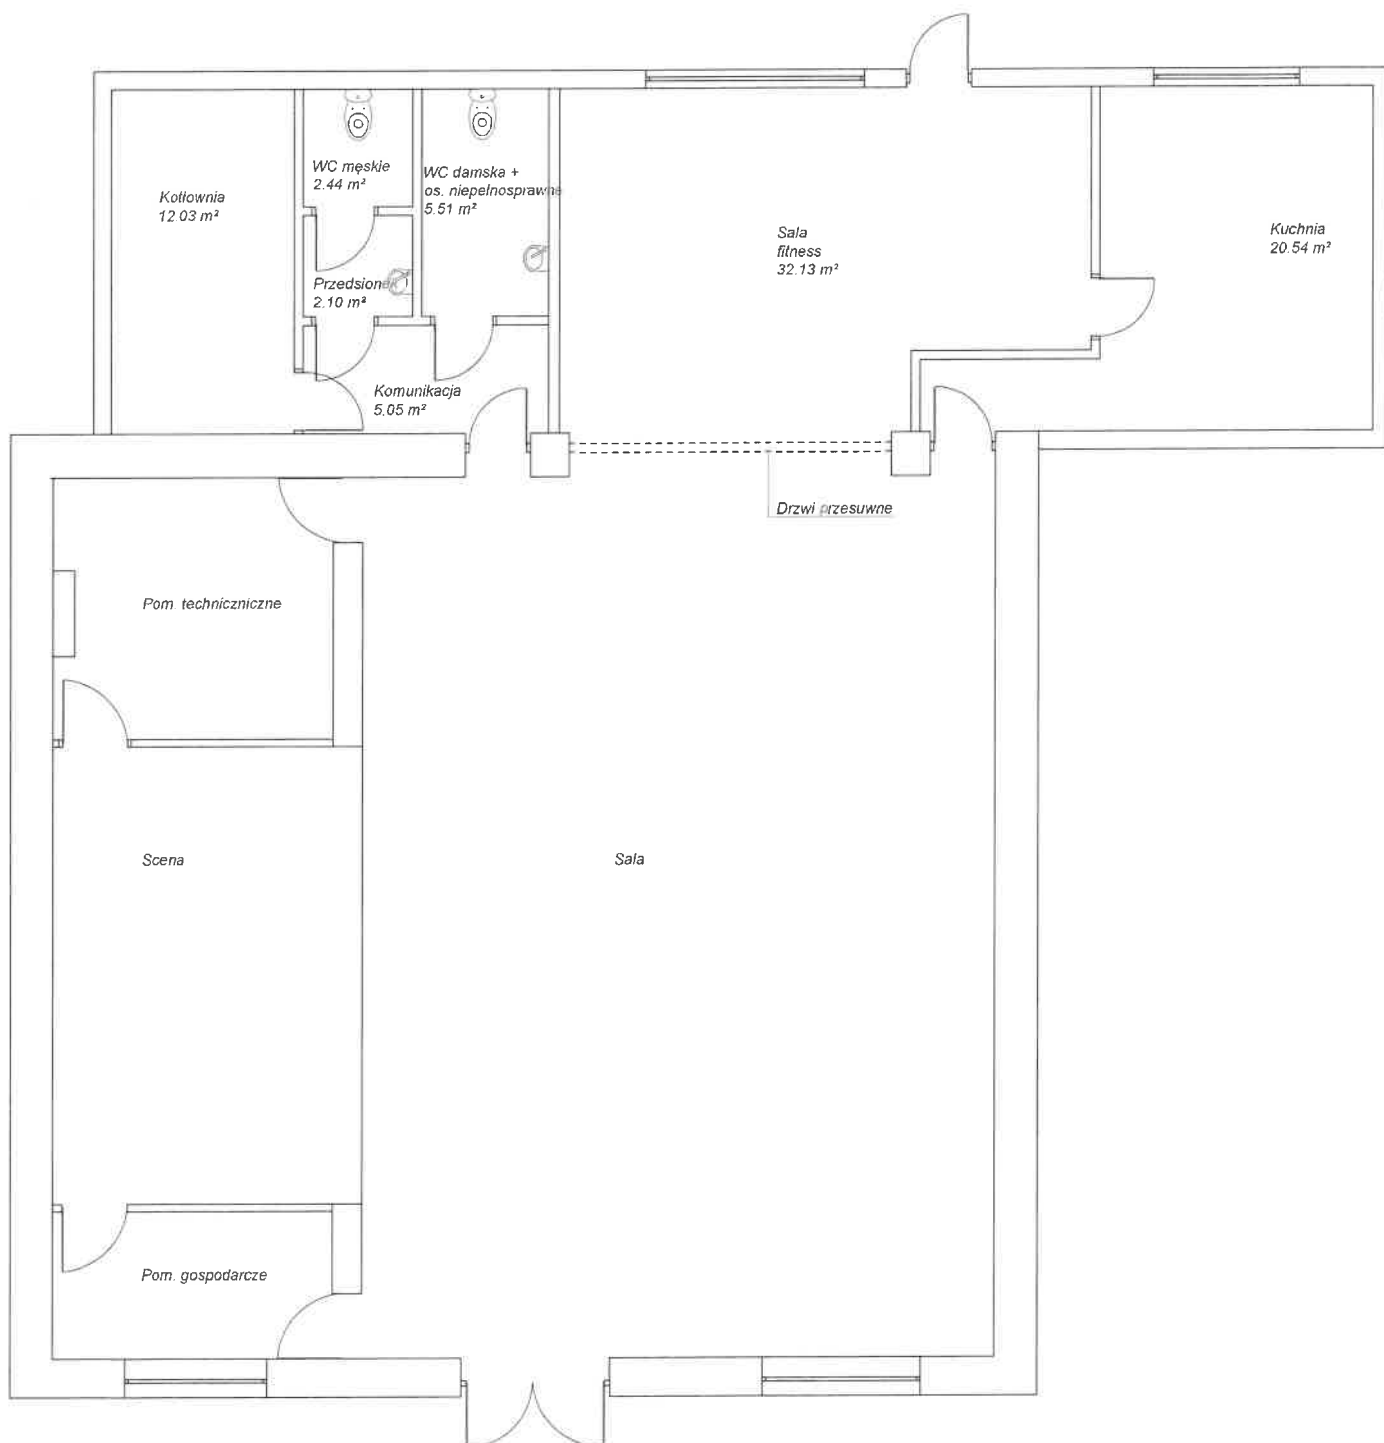 WC męskie
2.44 m²
WC damska +
os. niepełnosprawne
5.51 m²
Kotłownia
12.03 m²
Sala
fitness
32.13 m²
Kuchnia
20.54 m²
Przedsionek
2.10 m²
Komunikacja
5.05 m²
Drzwi przesuwne
Pom. techniczniczne
Scena
Sala
Pom. gospodarcze